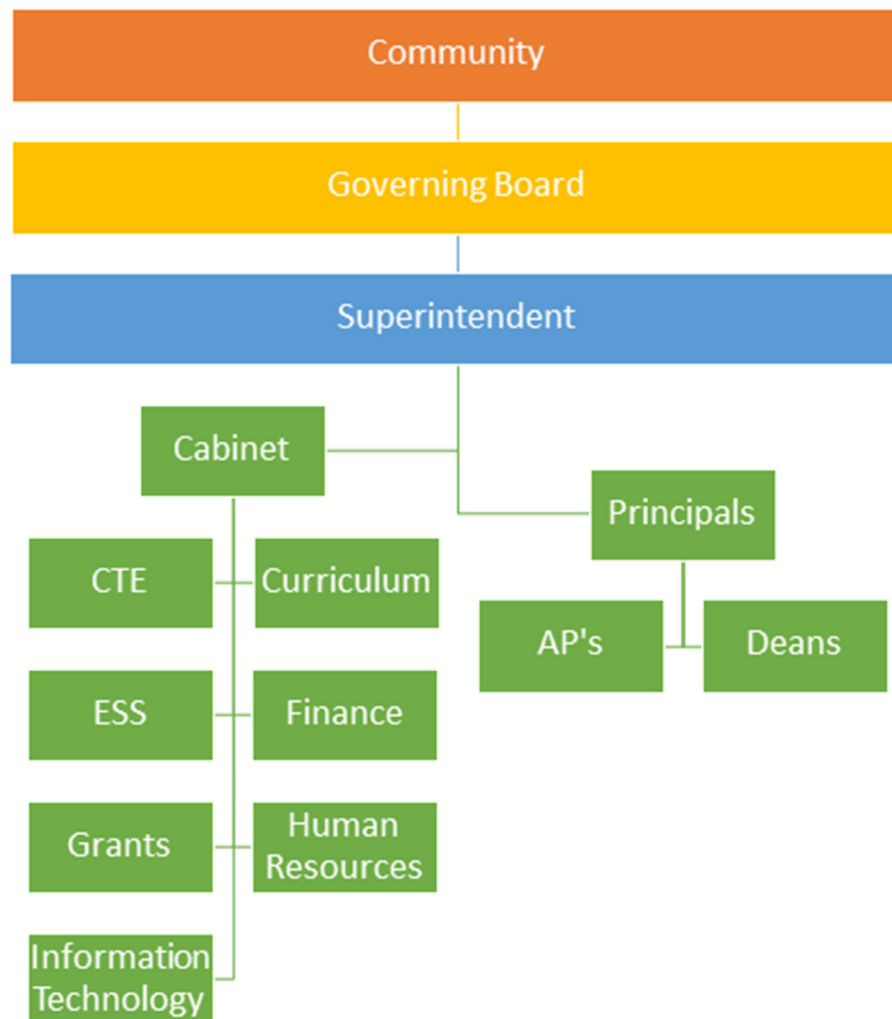 Community
Governing Board
Superintendent
Cabinet
Principals
CTE
Curriculum
AP's
Deans
ESS
Finance
Grants
Human
Resources
Information
Technology